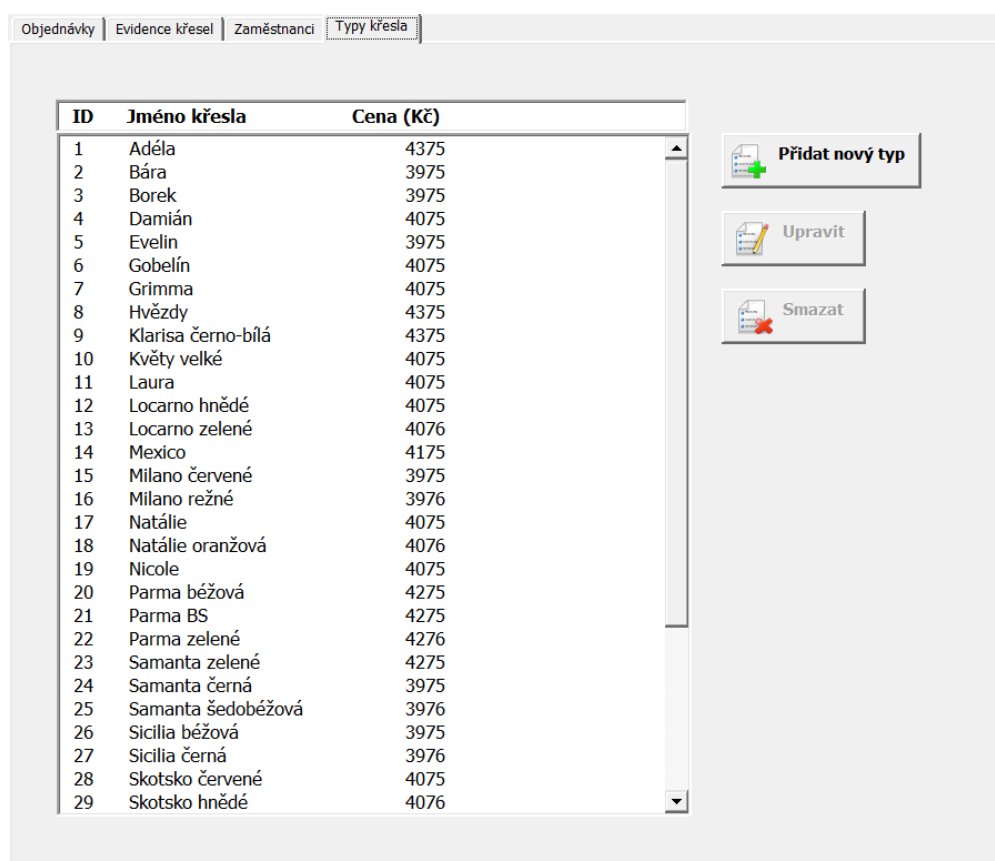 Objednávky Evidence křesel Zaměstnanci Typy křesla
ID Jméno křesla Cena (Kč)
1 Adéla 4375
2 Bára 3975
3 Borek 3975
4 Damián 4075
5 Evelin 3975
6 Gobelín 4075
7 Grimma 4075
8 Hvězdy 4375
9 Klarisa černo-bílá 4375
10 Květy velké 4075
11 Laura 4075
12 Locarno hnědé 4075
13 Locarno zelené 4076
14 Mexico 4175
15 Milano červené 3975
16 Milano režné 3976
17 Natálie 4075
18 Natálie oranžová 4076
19 Nicole 4075
20 Parma béžová 4275
21 Parma BS 4275
22 Parma zelené 4276
23 Samanta zelené 4275
24 Samanta černá 3975
25 Samanta šedobéžová 3976
26 Sicilia béžová 3975
27 Sicilia černá 3976
28 Skotsko červené 4075
29 Skotsko hnědé 4076
Přidat nový typ
Upravit
Smazat